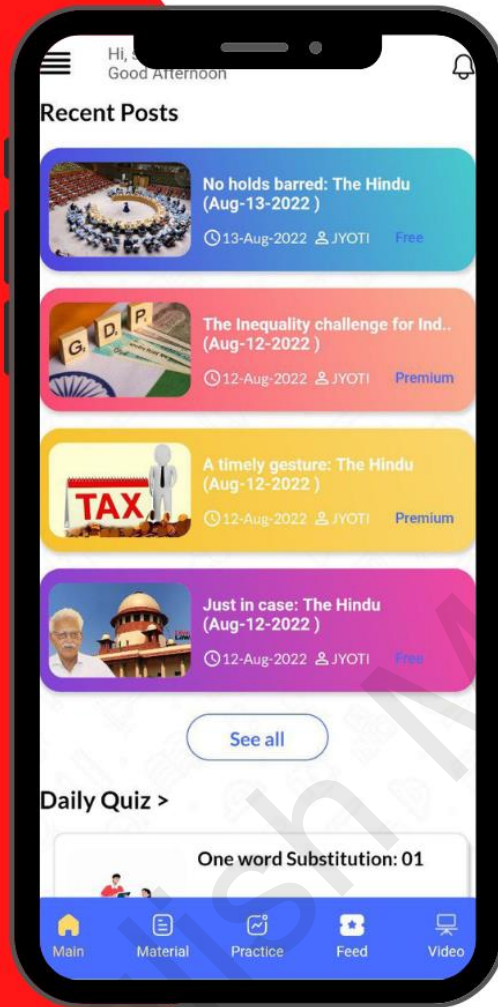 Hi,
Good Afternoon
Recent Posts
No holds barred: The Hindu
(Aug-13-2022 )
13-Aug-2022 JYOTI Free
G D P
The Inequality challenge for Ind..
(Aug-12-2022 )
12-Aug-2022 JYOTI Premium
TAX
A timely gesture: The Hindu
(Aug-12-2022 )
12-Aug-2022 JYOTI Premium
Just in case: The Hindu
(Aug-12-2022 )
12-Aug-2022 JYOTI Free
See all
Daily Quiz >
One word Substitution: 01
Main Material Practice Feed Video